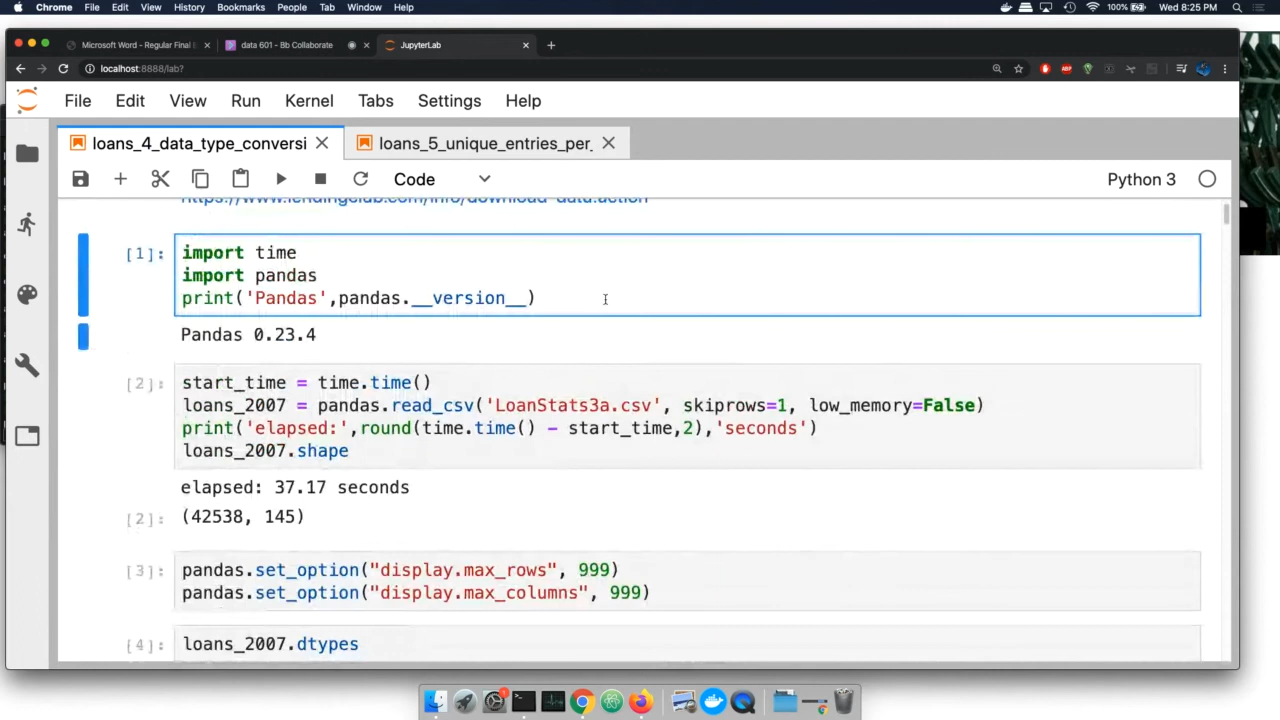 Chrome File Edit View History Bookmarks People Tab Window Help 100% Wed 8:25 PM
Microsoft Word - Regular Final data 601 - Bb Collaborate JupyterLab
localhost:8888/lab? ABP
File Edit View Run Kernel Tabs Settings Help
loans_4_data_type_conversi loans_5_unique_entries_per_
Code Python 3
https://www.lendingclub.com/info/download-data.action
[1]: import time
import pandas
print('Pandas',pandas.__version__)
Pandas 0.23.4
[2]: start_time = time.time()
loans_2007 = pandas.read_csv('LoanStats3a.csv', skiprows=1, low_memory=False)
print('elapsed:',round(time.time() - start_time,2),'seconds')
loans_2007.shape
elapsed: 37.17 seconds
[2]: (42538, 145)
[3]: pandas.set_option("display.max_rows", 999)
pandas.set_option("display.max_columns", 999)
[4]: loans_2007.dtypes